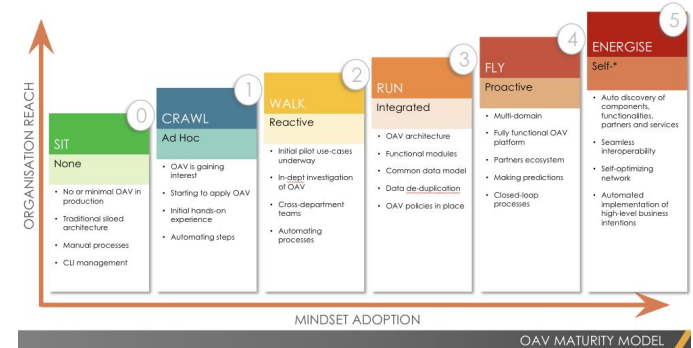 ORGANISATION REACH
0
SIT
None
• No or minimal OAV in
production
• Traditional siloed
architecture
• Manual processes
• CLI management
1
CRAWL
Ad Hoc
• OAV is gaining
interest
• Starting to apply OAV
• Initial hands-on
experience
• Automating steps
2
WALK
Reactive
• Initial pilot use-cases
underway
• In-dept investigation
of OAV
• Cross-department
teams
• Automating
processes
3
RUN
Integrated
• OAV architecture
• Functional modules
• Common data model
• Data de-duplication
• OAV policies in place
4
FLY
Proactive
• Multi-domain
• Fully functional OAV
platform
• Partners ecosystem
• Making predictions
• Closed-loop
processes
5
ENERGISE
Self-*
• Auto discovery of
components,
functionalities,
partners and services
• Seamless
interoperability
• Self-optimizing
network
• Automated
implementation of
high-level business
intentions
MINDSET ADOPTION
OAV MATURITY MODEL